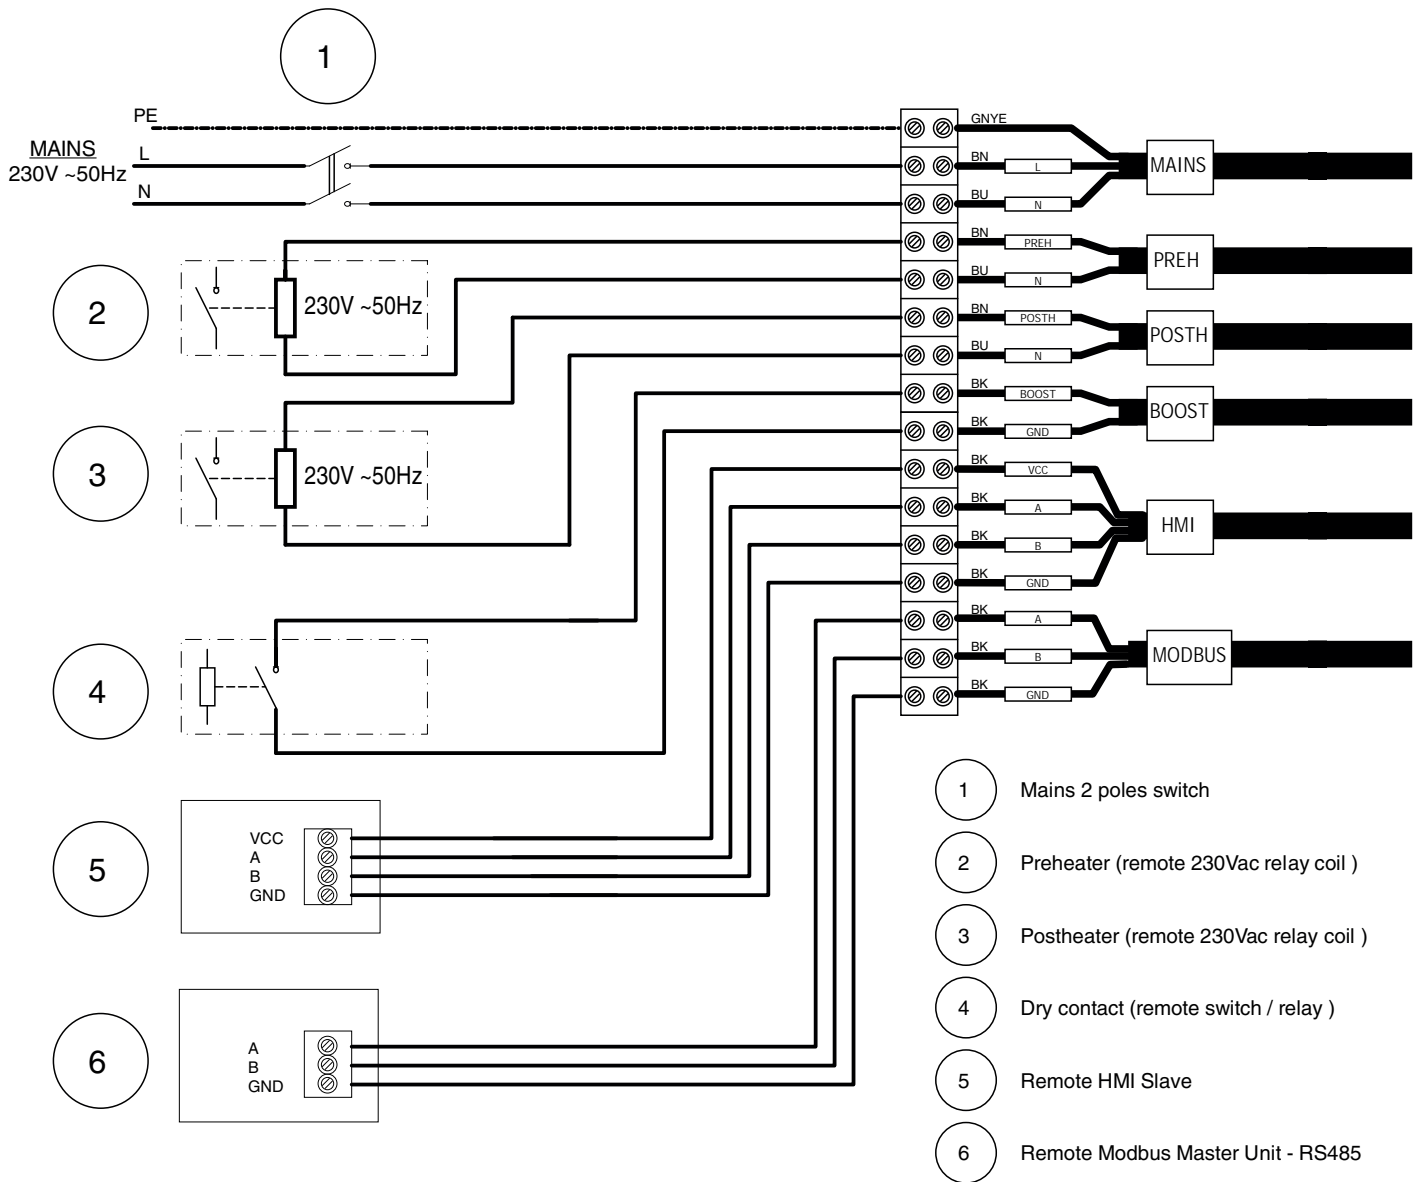 1
PE
MAINS
230V ~50Hz
L
N
GNYE
BN L
BU N
MAINS
BN PREH
BU N
PREH
BN POSTH
BU N
POSTH
BK BOOST
BK GND
BOOST
BK VCC
BK A
BK B
BK GND
HMI
BK A
BK B
BK GND
MODBUS
2
230V ~50Hz
3
230V ~50Hz
4
5
VCC
A
B
GND
6
A
B
GND
1 Mains 2 poles switch
2 Preheater (remote 230Vac relay coil )
3 Postheater (remote 230Vac relay coil )
4 Dry contact (remote switch / relay )
5 Remote HMI Slave
6 Remote Modbus Master Unit - RS485